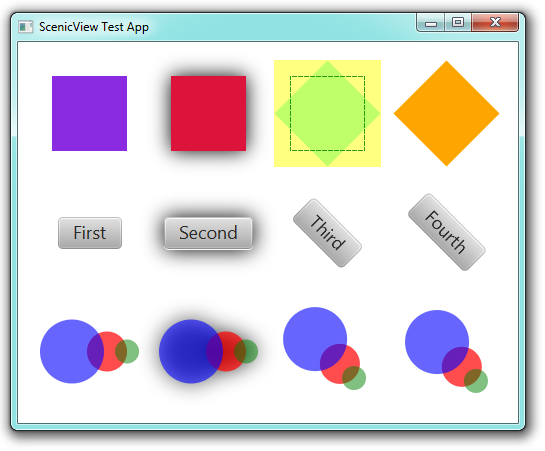 ScenicView Test App
First
Second
Third
Fourth